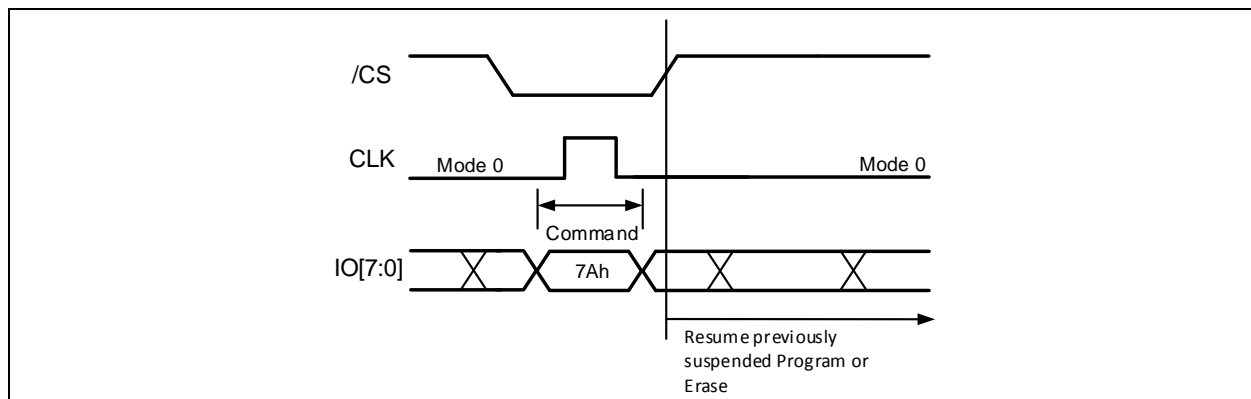 /CS
CLK
Mode 0
Mode 0
Command
IO[7:0]
7Ah
Resume previously
suspended Program or
Erase